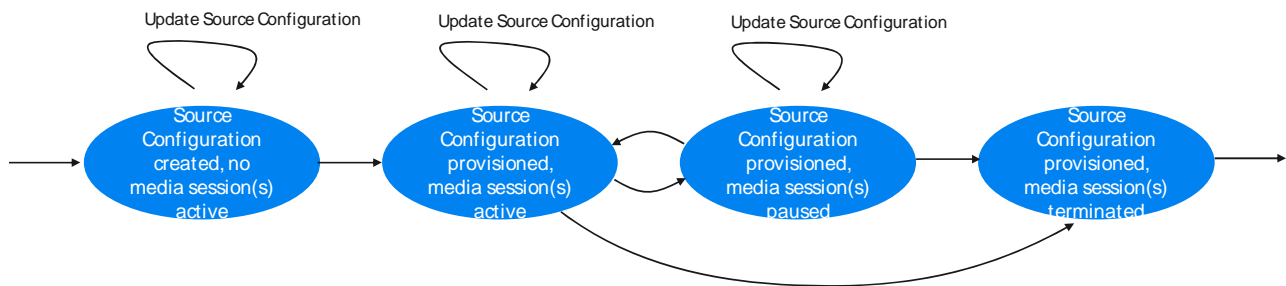 Update Source Configuration
Update Source Configuration
Update Source Configuration
Source
Configuration
created, no
media session(s)
active
Source
Configuration
provisioned,
media session(s)
active
Source
Configuration
provisioned,
media session(s)
paused
Source
Configuration
provisioned,
media session(s)
terminated